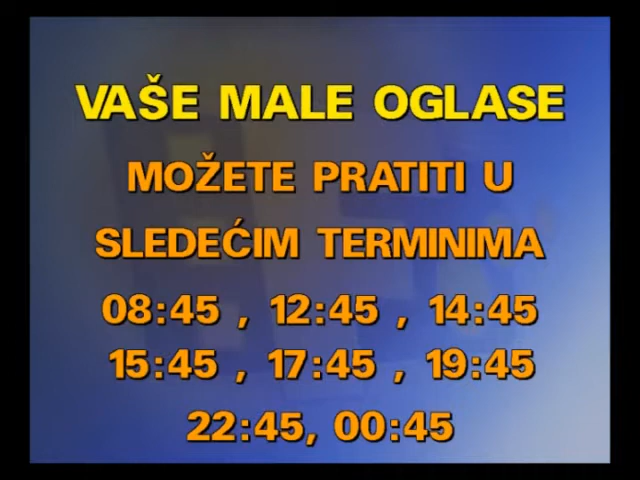 VAŠE MALE OGLASE
MOŽETE PRATITI U
SLEDEĆIM TERMINIMA
08:45 , 12:45 , 14:45
15:45 , 17:45 , 19:45
22:45, 00:45